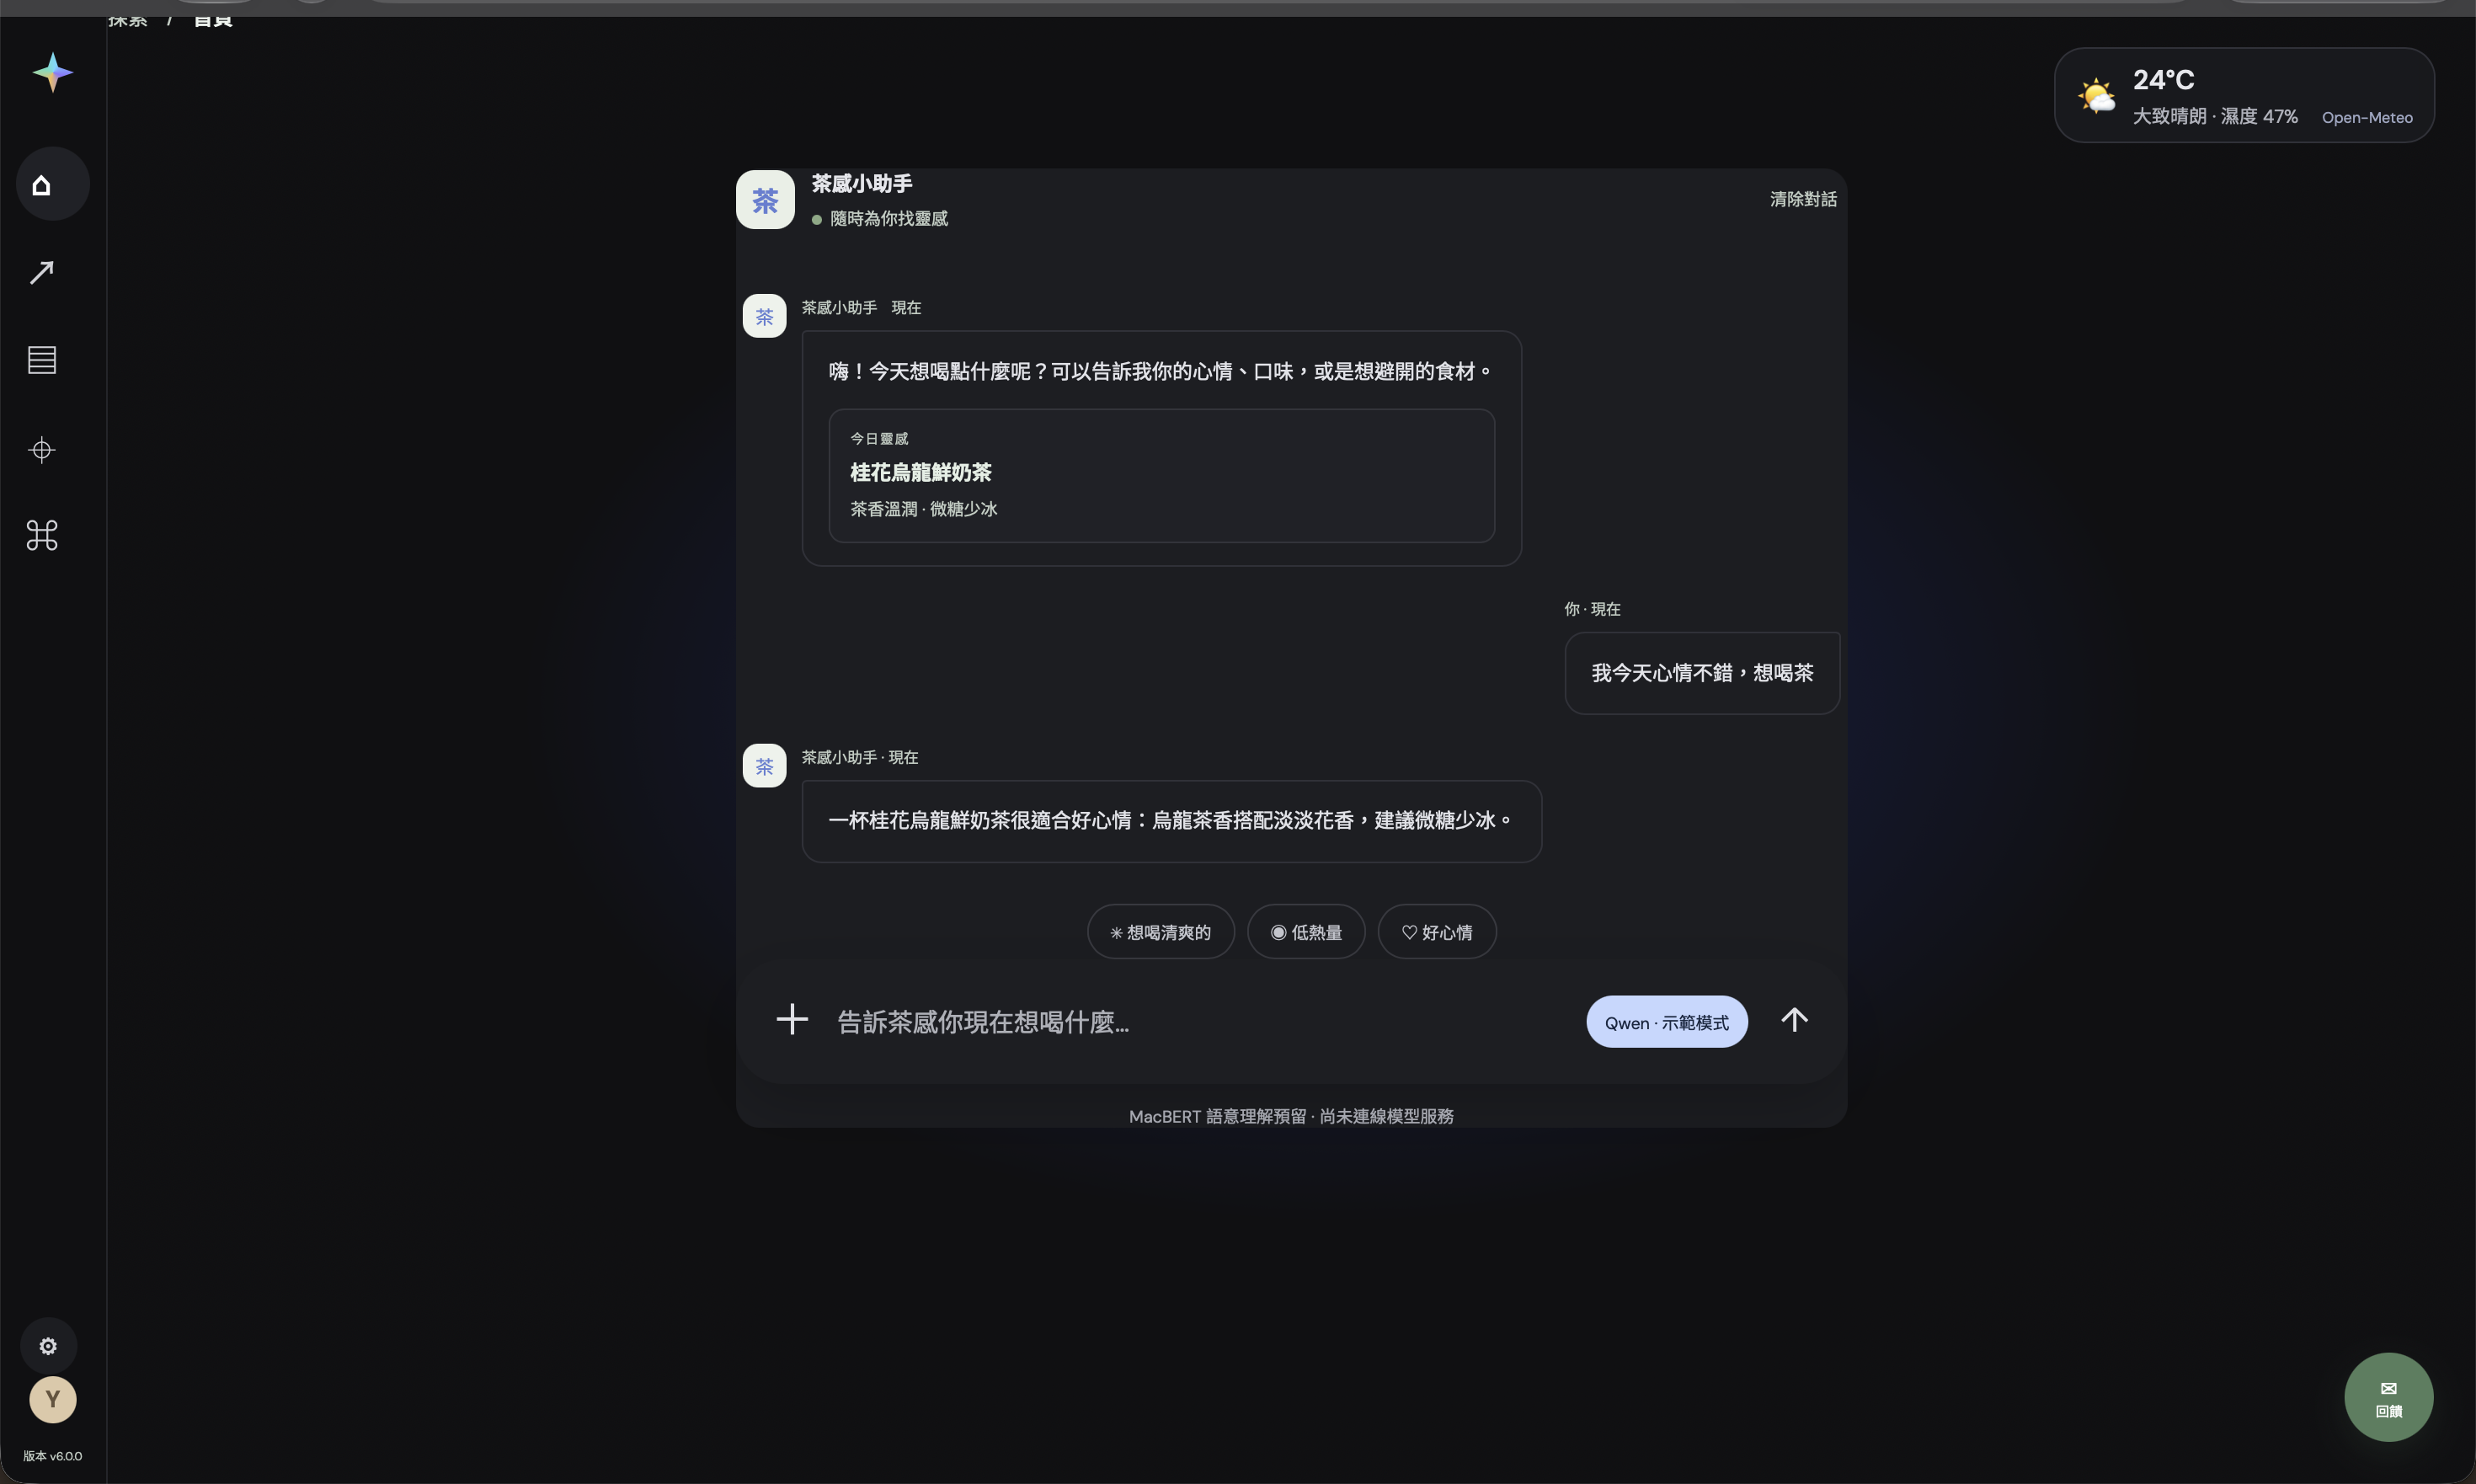 探索 / 首頁
24°C
大致晴朗 · 濕度 47% Open-Meteo
茶 茶感小助手
隨時為你找靈感
清除對話
茶 茶感小助手 現在
嗨！今天想喝點什麼呢？可以告訴我你的心情、口味，或是想避開的食材。
今日靈感
桂花烏龍鮮奶茶
茶香溫潤 · 微糖少冰
你 · 現在
我今天心情不錯，想喝茶
茶 茶感小助手 · 現在
一杯桂花烏龍鮮奶茶很適合好心情：烏龍茶香搭配淡淡花香，建議微糖少冰。
想喝清爽的 低熱量 好心情
告訴茶感你現在想喝什麼… Qwen · 示範模式
MacBERT 語意理解預留 · 尚未連線模型服務
Y
版本 v6.0.0
回饋